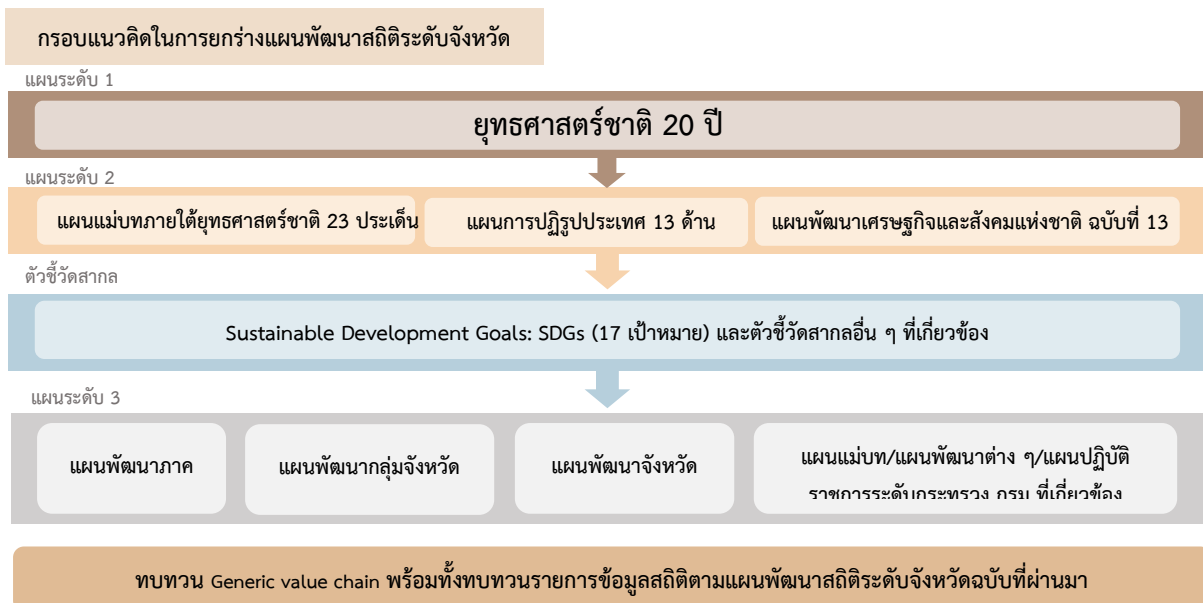 กรอบแนวคิดในการยกร่างแผนพัฒนาสถิติระดับจังหวัด
แผนระดับ 1
ยุทธศาสตร์ชาติ 20 ปี
แผนระดับ 2
แผนแม่บทภายใต้ยุทธศาสตร์ชาติ 23 ประเด็น
แผนการปฏิรูปประเทศ 13 ด้าน
แผนพัฒนาเศรษฐกิจและสังคมแห่งชาติ ฉบับที่ 13
ตัวชี้วัดสากล
Sustainable Development Goals: SDGs (17 เป้าหมาย) และตัวชี้วัดสากลอื่น ๆ ที่เกี่ยวข้อง
แผนระดับ 3
แผนพัฒนาภาค
แผนพัฒนากลุ่มจังหวัด
แผนพัฒนาจังหวัด
แผนแม่บท/แผนพัฒนาต่าง ๆ/แผนปฏิบัติ
ราชการระดับกระทรวง กรม ที่เกี่ยวข้อง
ทบทวน Generic value chain พร้อมทั้งทบทวนรายการข้อมูลสถิติตามแผนพัฒนาสถิติระดับจังหวัดฉบับที่ผ่านมา